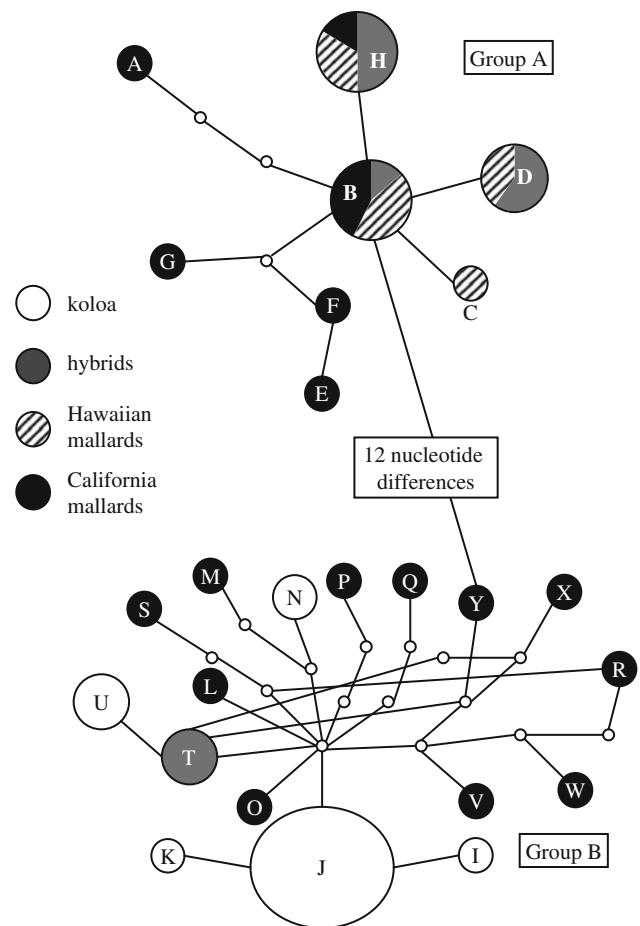 A
H
Group A
B
D
G
C
F
E
koloa
hybrids
Hawaiian
mallards
California
mallards
12 nucleotide
differences
M
N
P
Q
S
Y
X
L
R
U
T
O
V
W
K
J
I
Group B